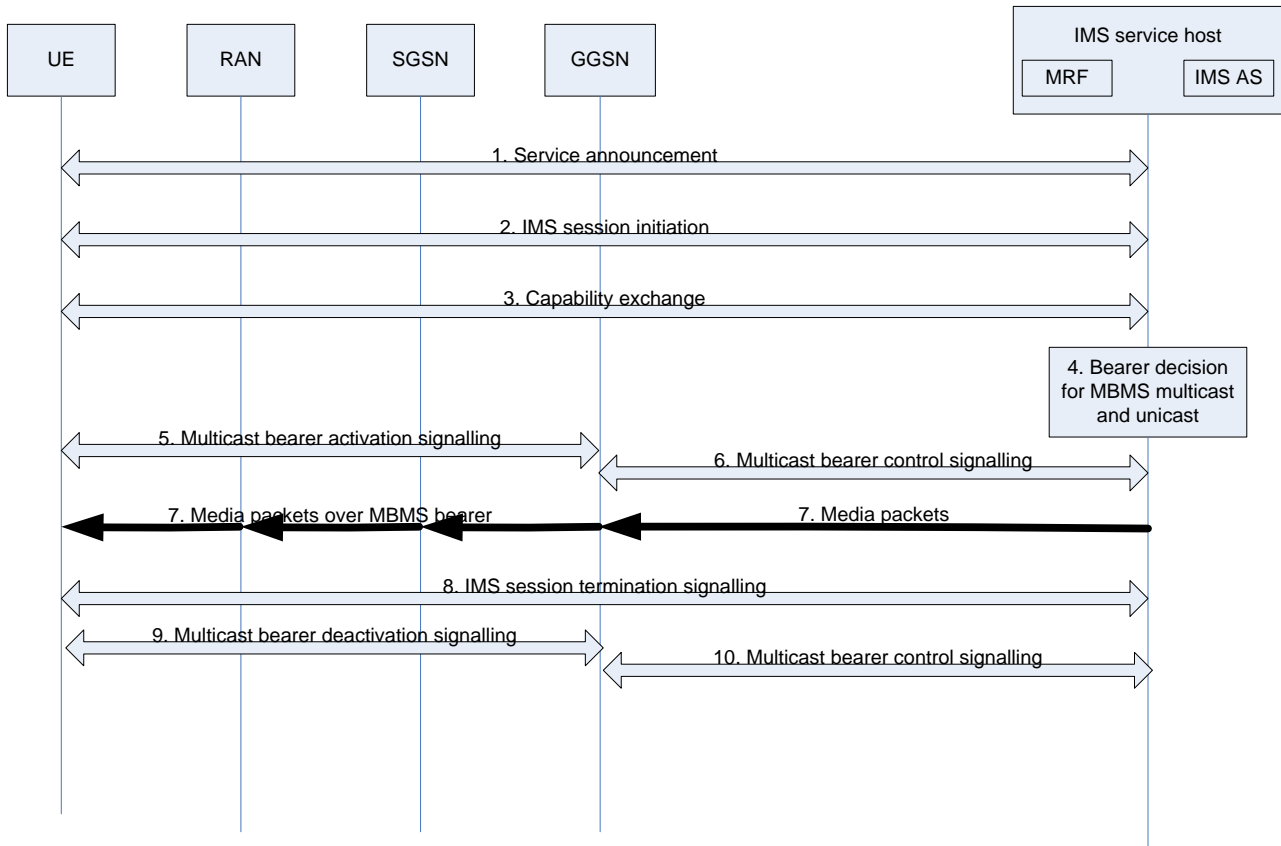 UE
RAN
SGSN
GGSN
IMS service host
MRF
IMS AS
1. Service announcement
2. IMS session initiation
3. Capability exchange
4. Bearer decision
for MBMS multicast
and unicast
5. Multicast bearer activation signalling
6. Multicast bearer control signalling
7. Media packets over MBMS bearer
7. Media packets
8. IMS session termination signalling
9. Multicast bearer deactivation signalling
10. Multicast bearer control signalling